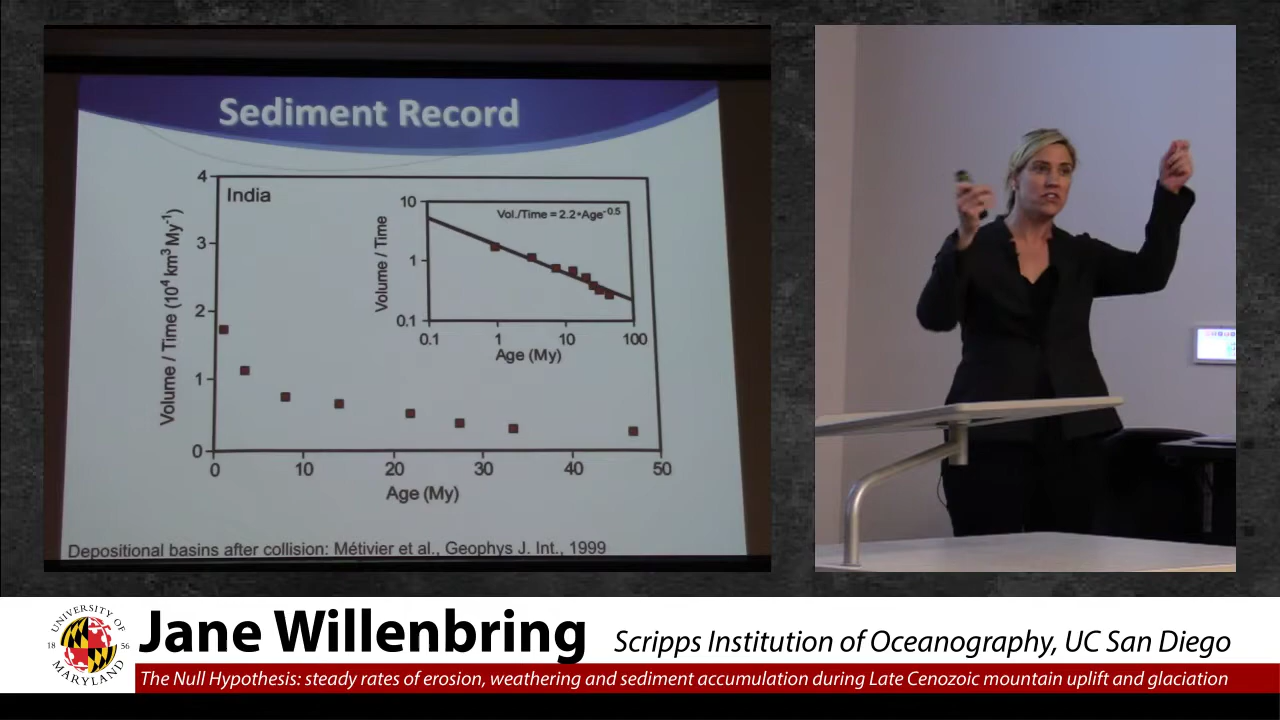 Sediment Record
India
Volume / Time (10⁴ km³ My⁻¹)
4
3
2
1
0
0 10 20 30 40 50
Age (My)
Volume / Time
10
1
0.1
Vol./Time = 2.2*Age⁻⁰·⁵
0.1 1 10 100
Age (My)
Depositional basins after collision: Métivier et al., Geophys J. Int., 1999
UNIVERSITY OF
18 56
MARYLAND
Jane Willenbring
Scripps Institution of Oceanography, UC San Diego
The Null Hypothesis: steady rates of erosion, weathering and sediment accumulation during Late Cenozoic mountain uplift and glaciation